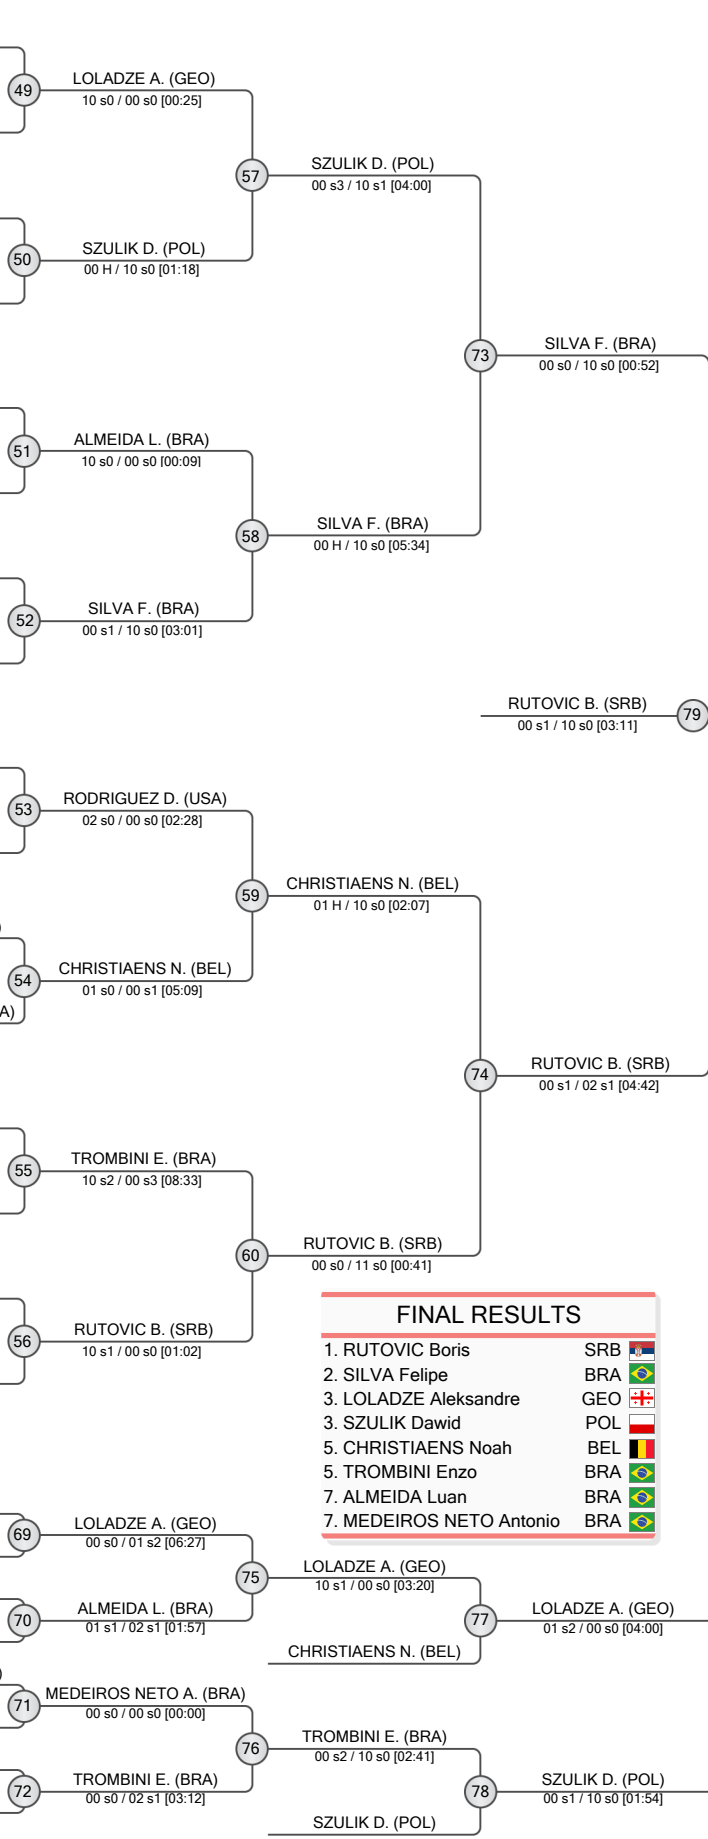 49
LOLADZE A. (GEO)
10 s0 / 00 s0 [00:25]
57
SZULIK D. (POL)
00 s3 / 10 s1 [04:00]
50
SZULIK D. (POL)
00 H / 10 s0 [01:18]
73
SILVA F. (BRA)
00 s0 / 10 s0 [00:52]
51
ALMEIDA L. (BRA)
10 s0 / 00 s0 [00:09]
58
SILVA F. (BRA)
00 H / 10 s0 [05:34]
52
SILVA F. (BRA)
00 s1 / 10 s0 [03:01]
RUTOVIC B. (SRB)
00 s1 / 10 s0 [03:11]
79
53
RODRIGUEZ D. (USA)
02 s0 / 00 s0 [02:28]
59
CHRISTIAENS N. (BEL)
01 H / 10 s0 [02:07]
)
54
CHRISTIAENS N. (BEL)
01 s0 / 00 s1 [05:09]
A)
74
RUTOVIC B. (SRB)
00 s1 / 02 s1 [04:42]
55
TROMBINI E. (BRA)
10 s2 / 00 s3 [08:33]
60
RUTOVIC B. (SRB)
00 s0 / 11 s0 [00:41]
56
RUTOVIC B. (SRB)
10 s1 / 00 s0 [01:02]
FINAL RESULTS
1. RUTOVIC Boris SRB
2. SILVA Felipe BRA
3. LOLADZE Aleksandre GEO
3. SZULIK Dawid POL
5. CHRISTIAENS Noah BEL
5. TROMBINI Enzo BRA
7. ALMEIDA Luan BRA
7. MEDEIROS NETO Antonio BRA
69
LOLADZE A. (GEO)
00 s0 / 01 s2 [06:27]
75
LOLADZE A. (GEO)
10 s1 / 00 s0 [03:20]
70
ALMEIDA L. (BRA)
01 s1 / 02 s1 [01:57]
77
LOLADZE A. (GEO)
01 s2 / 00 s0 [04:00]
CHRISTIAENS N. (BEL)
)
71
MEDEIROS NETO A. (BRA)
00 s0 / 00 s0 [00:00]
76
TROMBINI E. (BRA)
00 s2 / 10 s0 [02:41]
72
TROMBINI E. (BRA)
00 s0 / 02 s1 [03:12]
78
SZULIK D. (POL)
00 s1 / 10 s0 [01:54]
SZULIK D. (POL)